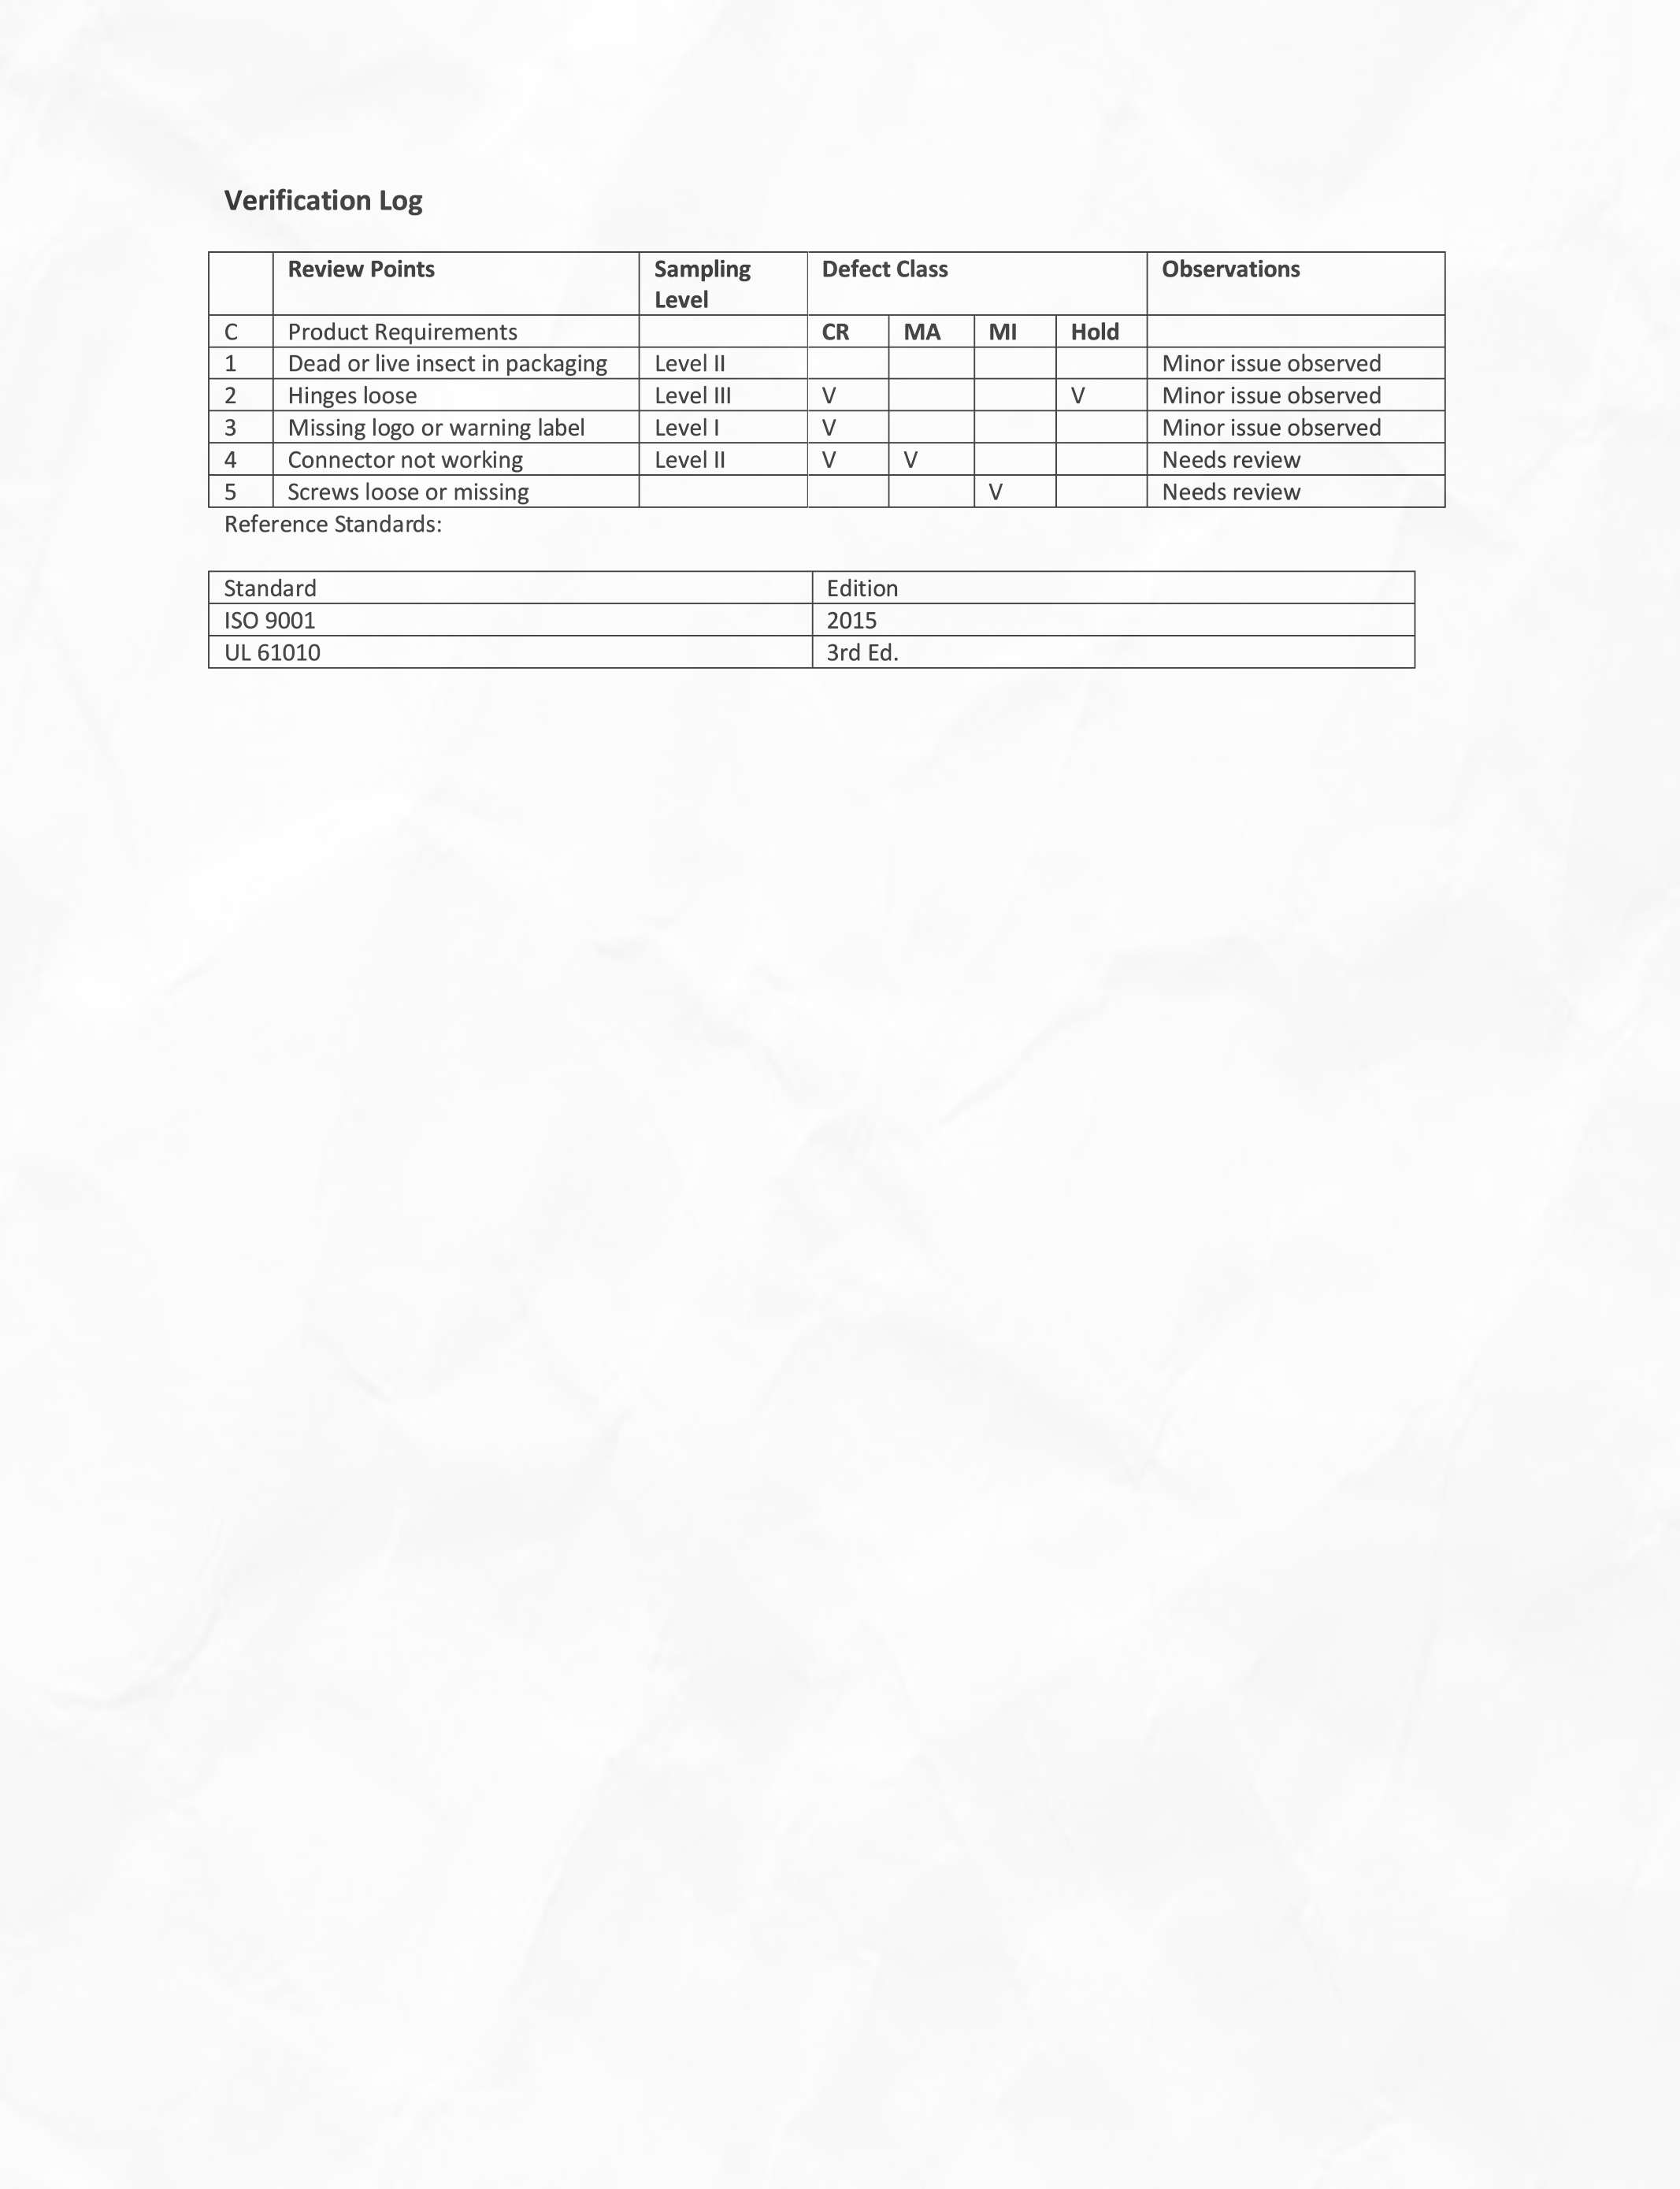 Verification Log
Review Points Sampling Level Defect Class Observations
C Product Requirements CR MA MI Hold
1 Dead or live insect in packaging Level II Minor issue observed
2 Hinges loose Level III V V Minor issue observed
3 Missing logo or warning label Level I V Minor issue observed
4 Connector not working Level II V V Needs review
5 Screws loose or missing V Needs review
Reference Standards:
Standard Edition
ISO 9001 2015
UL 61010 3rd Ed.